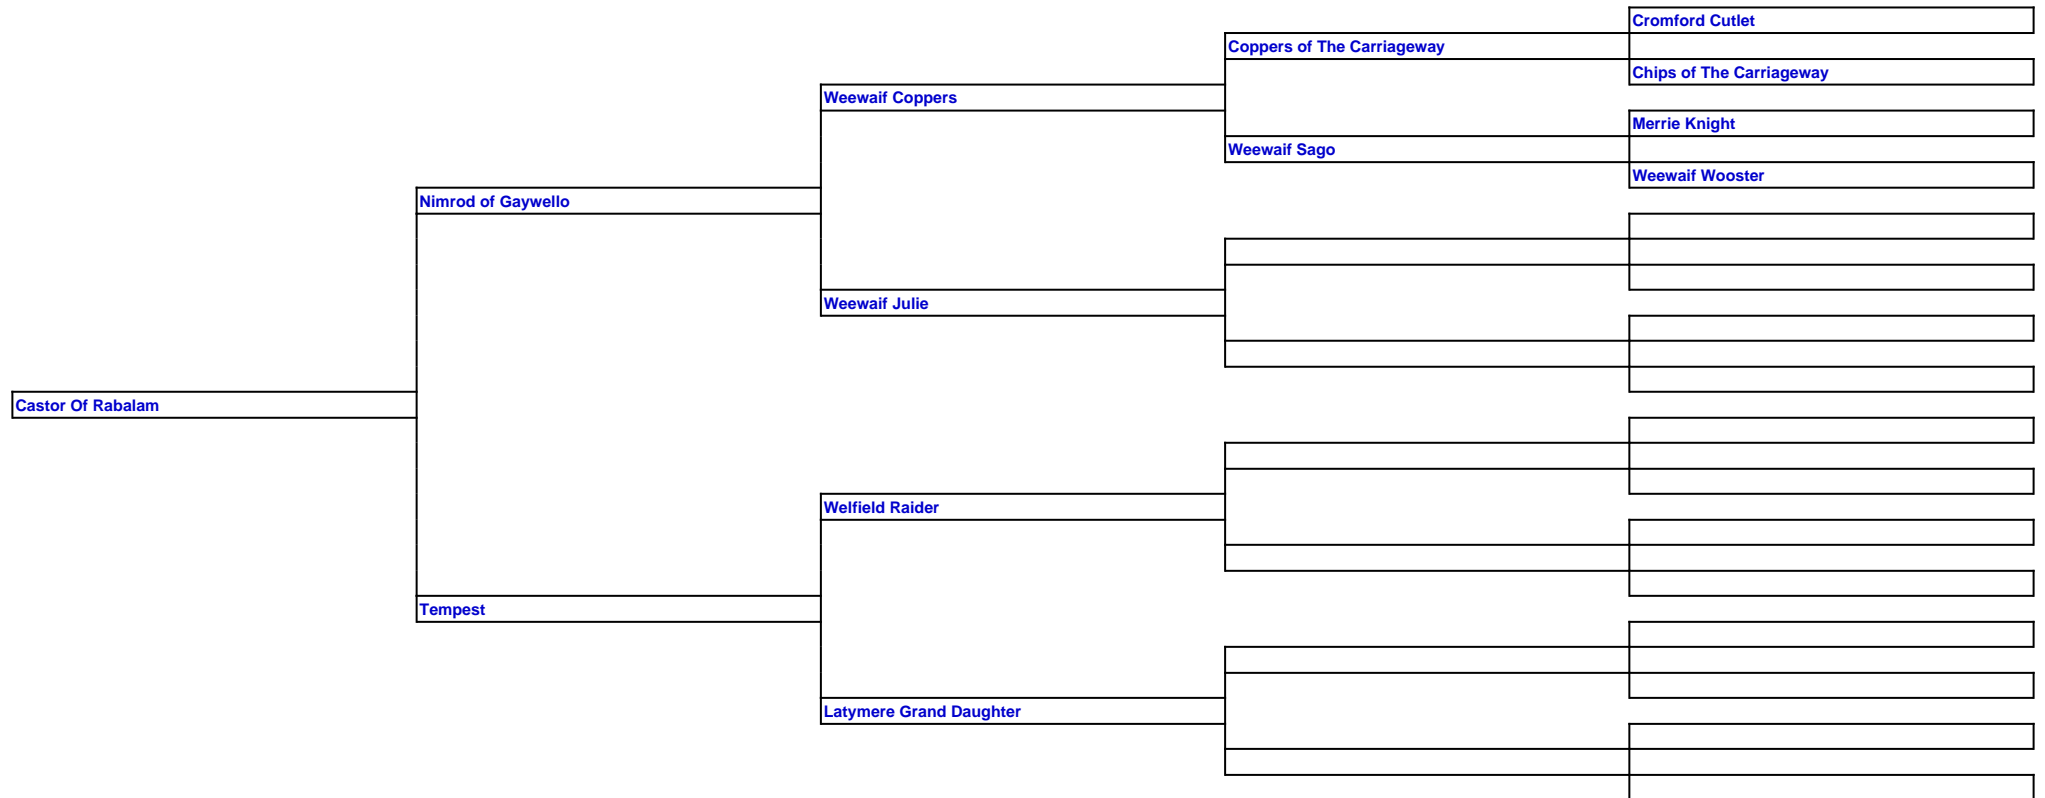 Cromford Cutlet
Coppers of The Carriageway
Chips of The Carriageway
Weewaif Coppers
Merrie Knight
Weewaif Sago
Weewaif Wooster
Nimrod of Gaywello
Weewaif Julie
Castor Of Rabalam
Welfield Raider
Tempest
Latymere Grand Daughter